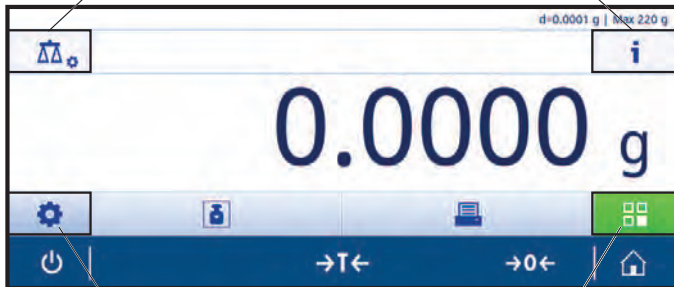 d=0.0001 g | Max 220 g
i
0.0000 g
→T← →0←